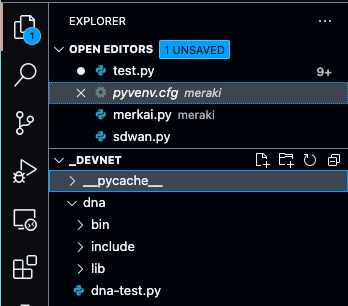 EXPLORER
OPEN EDITORS 1 UNSAVED
1
test.py 9+
pyvenv.cfg meraki
merkai.py meraki
sdwan.py
_DEVNET
__pycache__
dna
bin
include
lib
dna-test.py